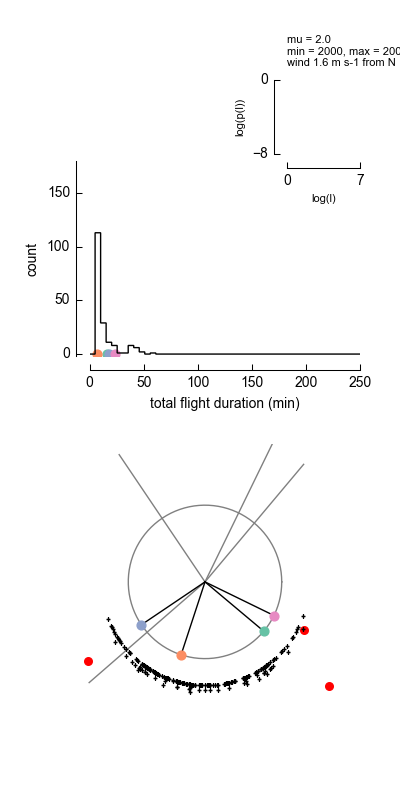 mu = 2.0
min = 2000, max = 200
wind 1.6 m s-1 from N
0
log(p(l))
−8
0 7
log(l)
150
100
count
50
0
0 50 100 150 200 250
total flight duration (min)